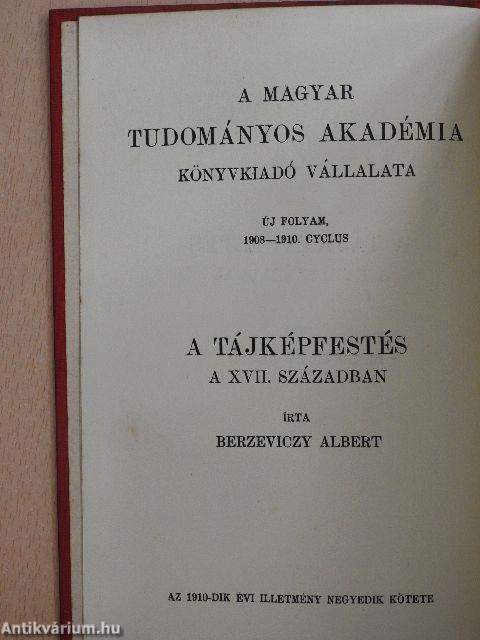 A MAGYAR
TUDOMÁNYOS AKADÉMIA
KÖNYVKIADÓ VÁLLALATA
ÚJ FOLYAM,
1908—1910. CYCLUS
A TÁJKÉPFESTÉS
A XVII. SZÁZADBAN
ÍRTA
BERZEVICZY ALBERT
AZ 1910-DIK ÉVI ILLETMÉNY NEGYEDIK KÖTETE
Antikvárium.hu